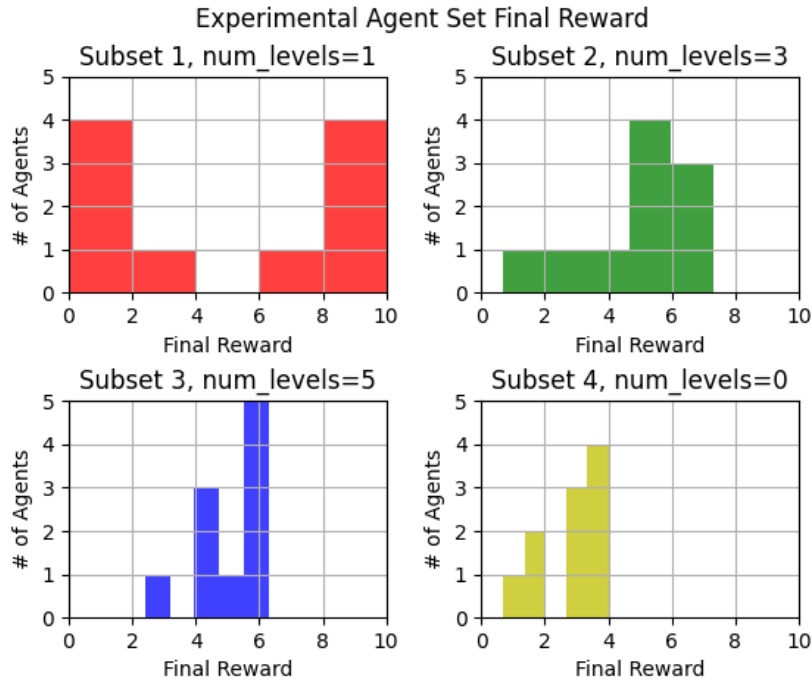 Experimental Agent Set Final Reward
Subset 1, num_levels=1
5
4
3
2
1
0
# of Agents
0 2 4 6 8 10
Final Reward
Subset 2, num_levels=3
5
4
3
2
1
0
# of Agents
0 2 4 6 8 10
Final Reward
Subset 3, num_levels=5
5
4
3
2
1
0
# of Agents
0 2 4 6 8 10
Final Reward
Subset 4, num_levels=0
5
4
3
2
1
0
# of Agents
0 2 4 6 8 10
Final Reward